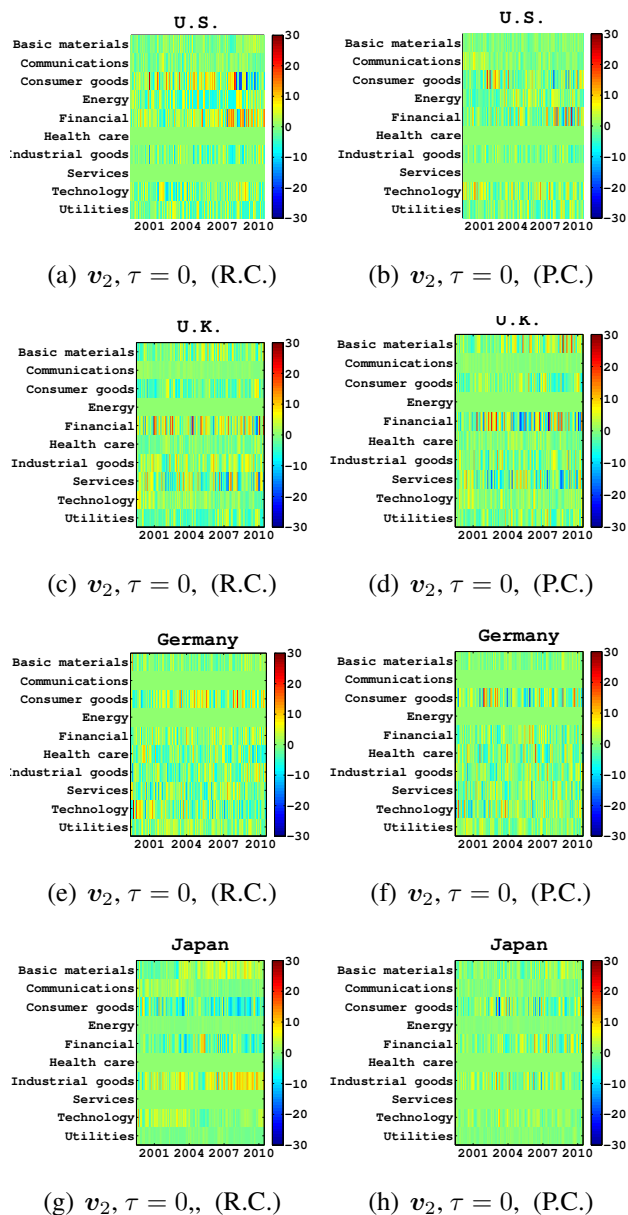 U.S.
Basic materials
Communications
Consumer goods
Energy
Financial
Health care
Industrial goods
Services
Technology
Utilities
2001 2004 2007 2010
30
20
10
0
−10
−20
−30
(a) v2, τ = 0, (R.C.)
U.S.
Basic materials
Communications
Consumer goods
Energy
Financial
Health care
Industrial goods
Services
Technology
Utilities
2001 2004 2007 2010
30
20
10
0
−10
−20
−30
(b) v2, τ = 0, (P.C.)
U.K.
Basic materials
Communications
Consumer goods
Energy
Financial
Health care
Industrial goods
Services
Technology
Utilities
2001 2004 2007 2010
30
20
10
0
−10
−20
−30
(c) v2, τ = 0, (R.C.)
U.K.
Basic materials
Communications
Consumer goods
Energy
Financial
Health care
Industrial goods
Services
Technology
Utilities
2001 2004 2007 2010
30
20
10
0
−10
−20
−30
(d) v2, τ = 0, (P.C.)
Germany
Basic materials
Communications
Consumer goods
Energy
Financial
Health care
Industrial goods
Services
Technology
Utilities
2001 2004 2007 2010
30
20
10
0
−10
−20
−30
(e) v2, τ = 0, (R.C.)
Germany
Basic materials
Communications
Consumer goods
Energy
Financial
Health care
Industrial goods
Services
Technology
Utilities
2001 2004 2007 2010
30
20
10
0
−10
−20
−30
(f) v2, τ = 0, (P.C.)
Japan
Basic materials
Communications
Consumer goods
Energy
Financial
Health care
Industrial goods
Services
Technology
Utilities
2001 2004 2007 2010
30
20
10
0
−10
−20
−30
(g) v2, τ = 0,, (R.C.)
Japan
Basic materials
Communications
Consumer goods
Energy
Financial
Health care
Industrial goods
Services
Technology
Utilities
2001 2004 2007 2010
30
20
10
0
−10
−20
−30
(h) v2, τ = 0, (P.C.)